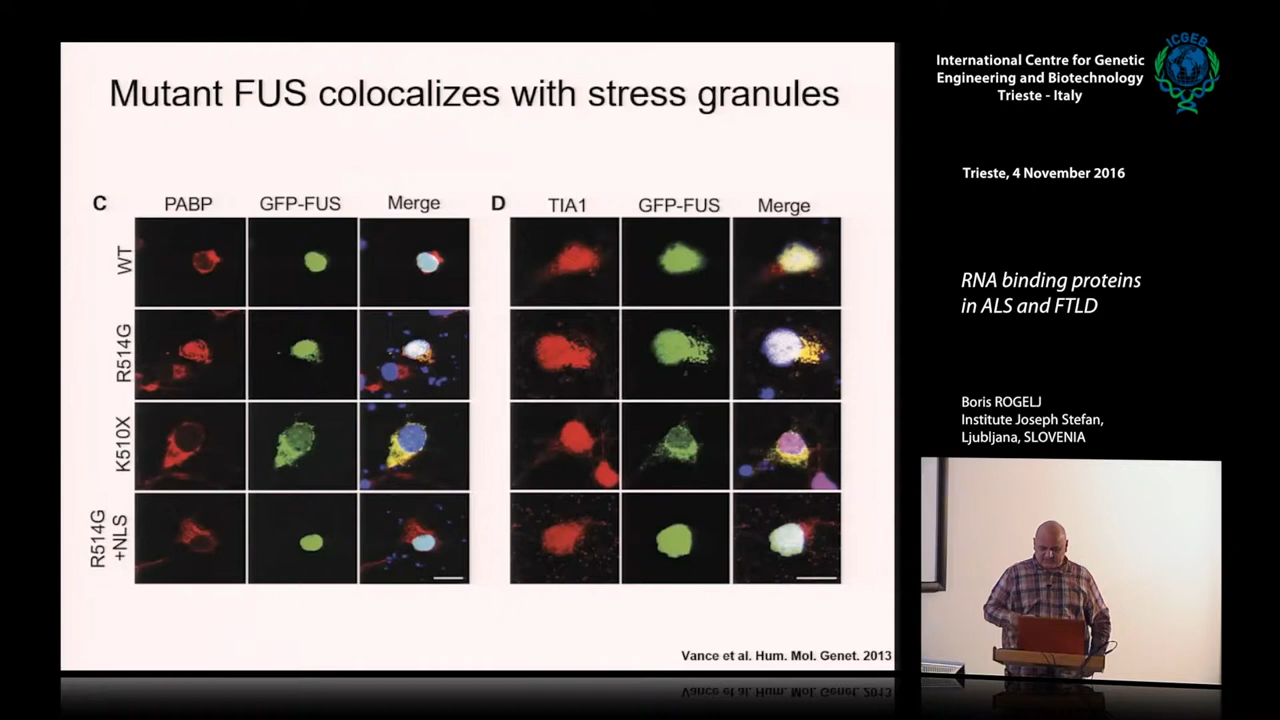 Mutant FUS colocalizes with stress granules
C PABP GFP-FUS Merge D TIA1 GFP-FUS Merge
WT
R514G
K510X
R514G
+NLS
Vance et al. Hum. Mol. Genet. 2013
International Centre for Genetic
Engineering and Biotechnology
Trieste - Italy
ICGEB
Trieste, 4 November 2016
RNA binding proteins
in ALS and FTLD
Boris ROGELJ
Institute Joseph Stefan,
Ljubljana, SLOVENIA